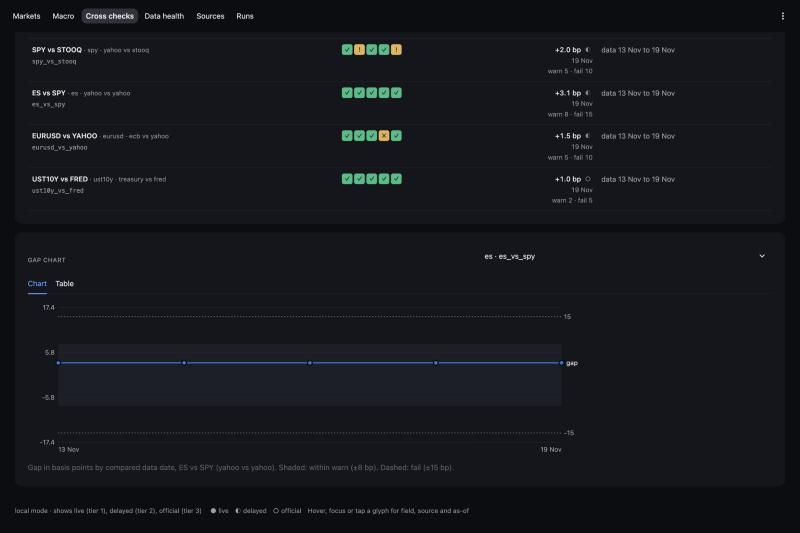 Markets Macro Cross checks Data health Sources Runs
SPY vs STOOQ · spy · yahoo vs stooq +2.0 bp data 13 Nov to 19 Nov
spy_vs_stooq 19 Nov
warn 5 · fail 10
ES vs SPY · es · yahoo vs yahoo +3.1 bp data 13 Nov to 19 Nov
es_vs_spy 19 Nov
warn 8 · fail 15
EURUSD vs YAHOO · eurusd · ecb vs yahoo +1.5 bp data 13 Nov to 19 Nov
eurusd_vs_yahoo 19 Nov
warn 5 · fail 10
UST10Y vs FRED · ust10y · treasury vs fred +1.0 bp data 13 Nov to 19 Nov
ust10y_vs_fred 19 Nov
warn 2 · fail 5
GAP CHART es · es_vs_spy
Chart Table
17.4
15
5.8
gap
-5.8
-15
-17.4
13 Nov 19 Nov
Gap in basis points by compared data date, ES vs SPY (yahoo vs yahoo). Shaded: within warn (±8 bp). Dashed: fail (±15 bp).
local mode · shows live (tier 1), delayed (tier 2), official (tier 3) live delayed official Hover, focus or tap a glyph for field, source and as-of